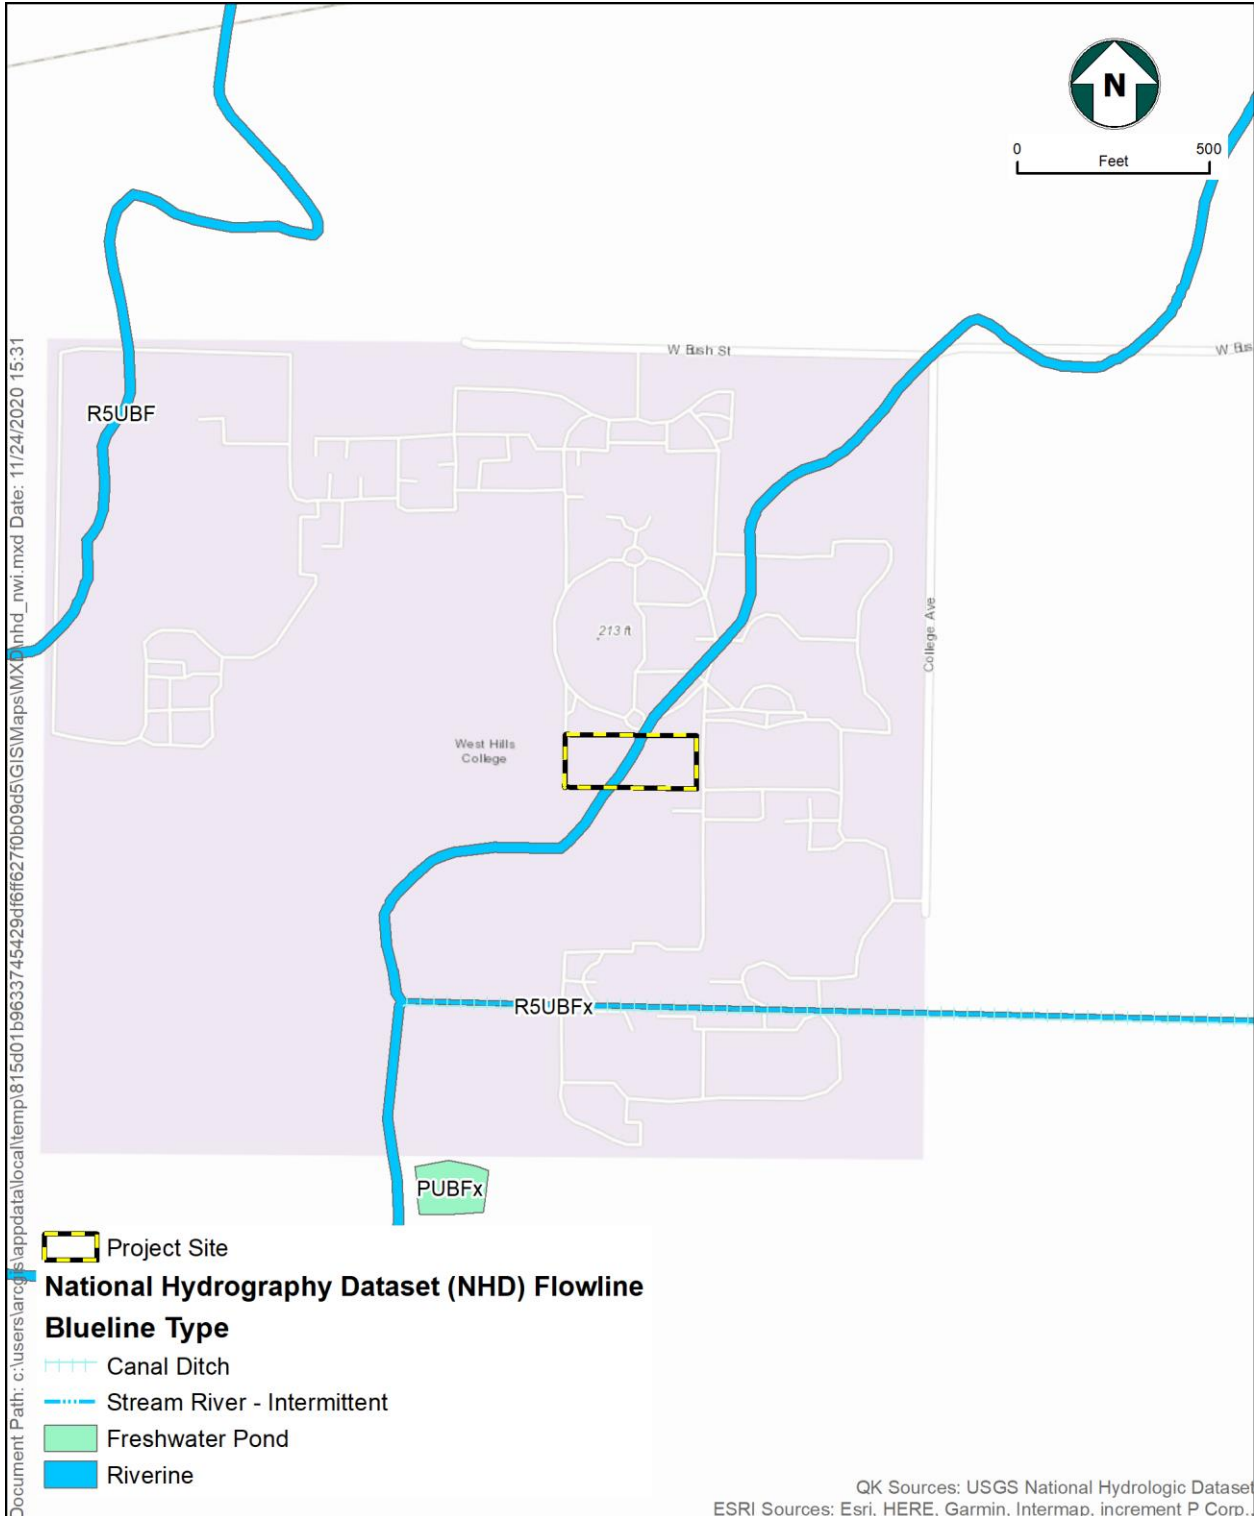 N
0 500
Feet
W Bush St
W Bus
R5UBF
213 ft
College Ave
West Hills
College
R5UBFx
PUBFx
Project Site
National Hydrography Dataset (NHD) Flowline
Blueline Type
Canal Ditch
Stream River - Intermittent
Freshwater Pond
Riverine
Document Path: c:\users\arcgis\appdata\local\temp\815d01b9633745429df6ff627f0b09d5\GIS\Maps\MXD\nhd_nwi.mxd Date: 11/24/2020 15:31
QK Sources: USGS National Hydrologic Dataset
ESRI Sources: Esri, HERE, Garmin, Intermap, increment P Corp.,